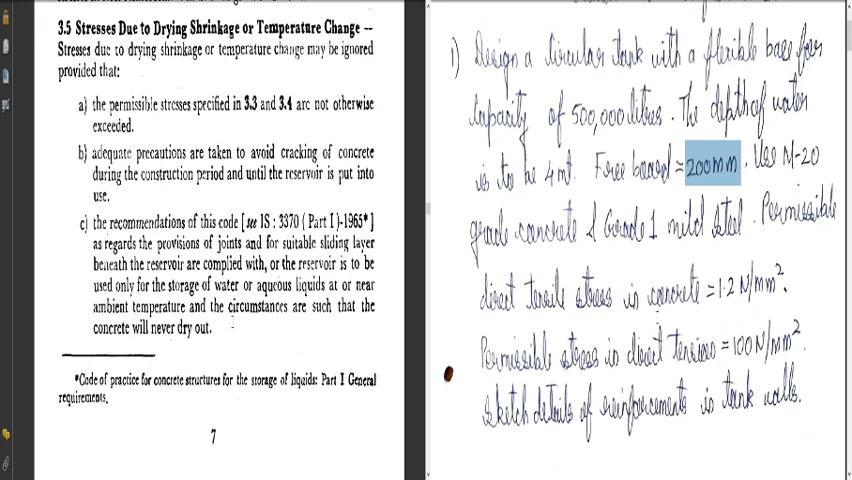 3.5 Stresses Due to Drying Shrinkage or Temperature Change —
Stresses due to drying shrinkage or temperature change may be ignored
provided that:
a) the permissible stresses specified in 3.3 and 3.4 are not otherwise
exceeded.
b) adequate precautions are taken to avoid cracking of concrete
during the construction period and until the reservoir is put into
use.
c) the recommendations of this code [ see IS : 3370 ( Part I )-1965* ]
as regards the provisions of joints and for suitable sliding layer
beneath the reservoir are complied with, or the reservoir is to be
used only for the storage of water or aqueous liquids at or near
ambient temperature and the circumstances are such that the
concrete will never dry out.
*Code of practice for concrete structures for the storage of liquids: Part I General
requirements.
7
1) Design a Circular tank with a flexible base for
Capacity of 500,000 litres. The depth of water
is to be 4 mt. Free board = 200mm. Use M-20
grade concrete & Grade 1 mild steel. Permissible
direct tensile stress in concrete = 1.2 N/mm².
Permissible stress in direct tension = 100 N/mm².
Sketch details of reinforcements in tank walls.